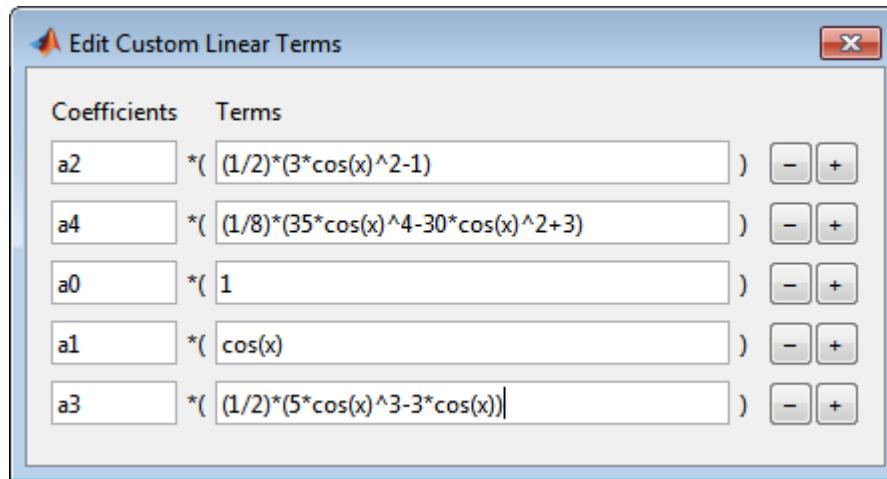 Edit Custom Linear Terms
Coefficients Terms
a2 *( (1/2)*(3*cos(x)^2-1) ) − +
a4 *( (1/8)*(35*cos(x)^4-30*cos(x)^2+3) ) − +
a0 *( 1 ) − +
a1 *( cos(x) ) − +
a3 *( (1/2)*(5*cos(x)^3-3*cos(x)) ) − +